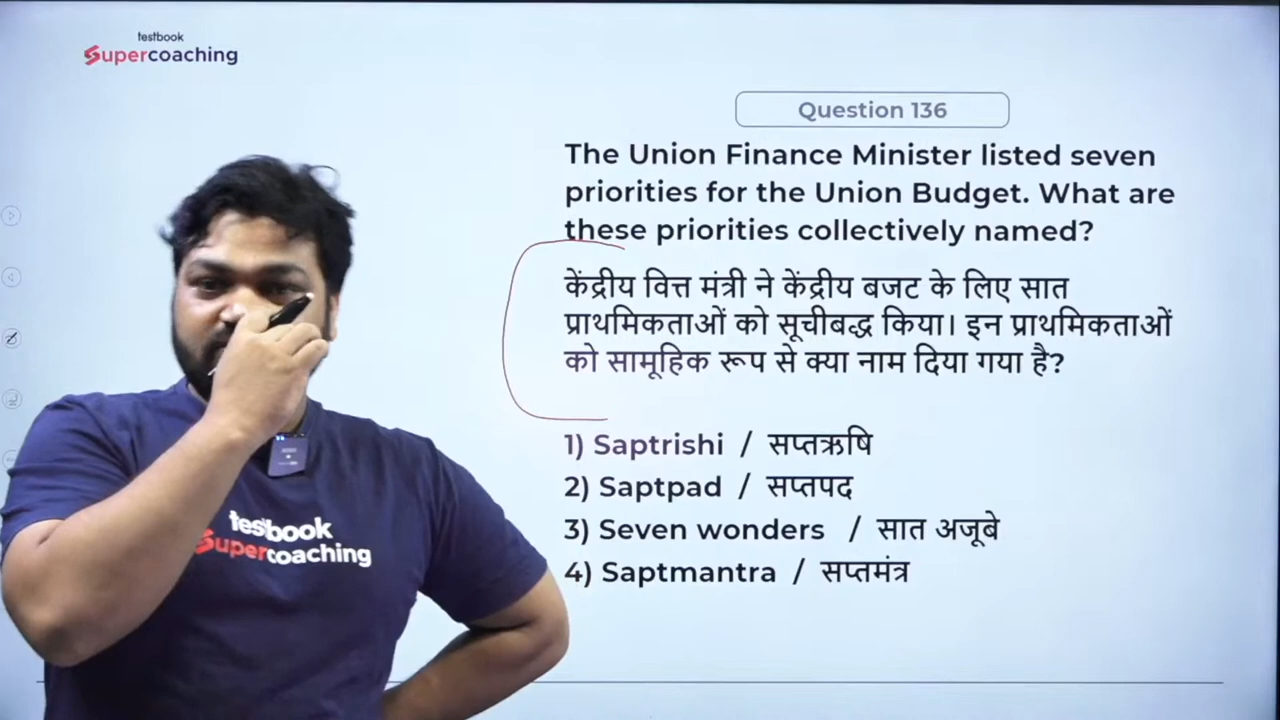 testbook
Supercoaching
Question 136
The Union Finance Minister listed seven
priorities for the Union Budget. What are
these priorities collectively named?
केंद्रीय वित्त मंत्री ने केंद्रीय बजट के लिए सात
प्राथमिकताओं को सूचीबद्ध किया। इन प्राथमिकताओं
को सामूहिक रूप से क्या नाम दिया गया है?
1) Saptrishi / सप्तऋषि
2) Saptpad / सप्तपद
3) Seven wonders / सात अजूबे
4) Saptmantra / सप्तमंत्र
testbook
Supercoaching